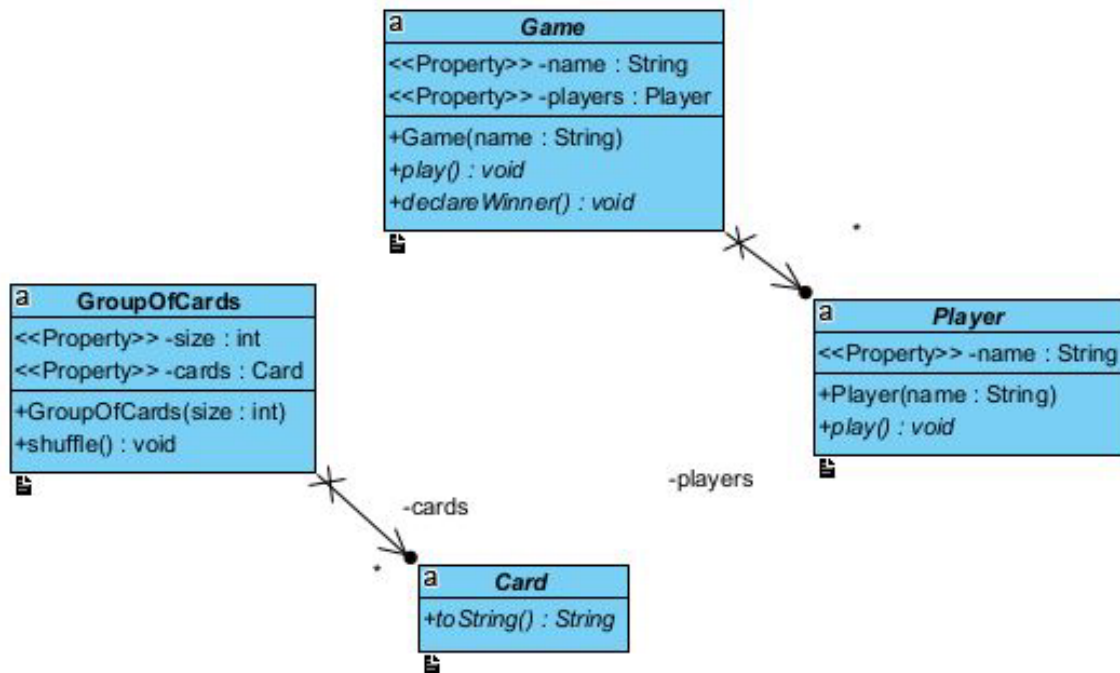 a
Game
<<Property>> -name : String
<<Property>> -players : Player
+Game(name : String)
+play() : void
+declareWinner() : void
*
a
GroupOfCards
<<Property>> -size : int
<<Property>> -cards : Card
+GroupOfCards(size : int)
+shuffle() : void
a
Player
<<Property>> -name : String
+Player(name : String)
+play() : void
-players
-cards
*
a
Card
+toString() : String